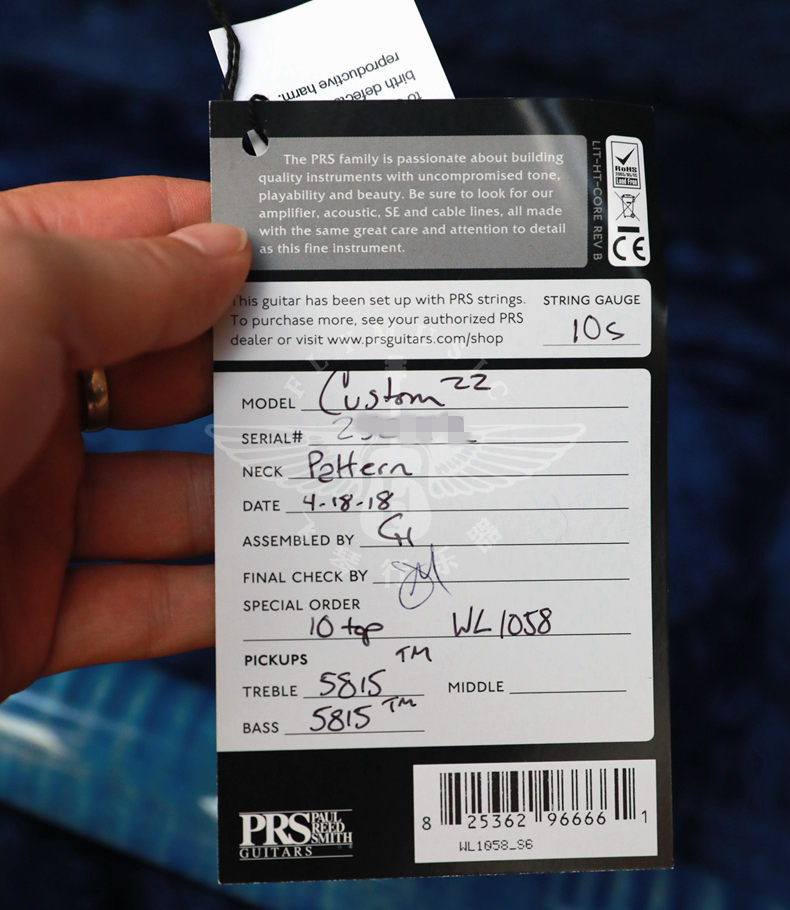 reproductive harm.
birth defects
to
The PRS family is passionate about building
quality instruments with uncompromised tone,
playability and beauty. Be sure to look for our
amplifier, acoustic, SE and cable lines, all made
with the same great care and attention to detail
as this fine instrument.
LIT-HT-CORE REV B
RoHS
Lead Free
CE
This guitar has been set up with PRS strings.
To purchase more, see your authorized PRS
dealer or visit www.prsguitars.com/shop
STRING GAUGE
10s
MODEL Custom 22
SERIAL#
NECK Pattern
DATE 4-18-18
ASSEMBLED BY GH
FINAL CHECK BY
SPECIAL ORDER
10 top WL1058
PICKUPS
TREBLE 5815 TM MIDDLE
BASS 5815 TM
PRS PAUL REED SMITH
GUITARS
8 25362 96666 1
WL1058_S6